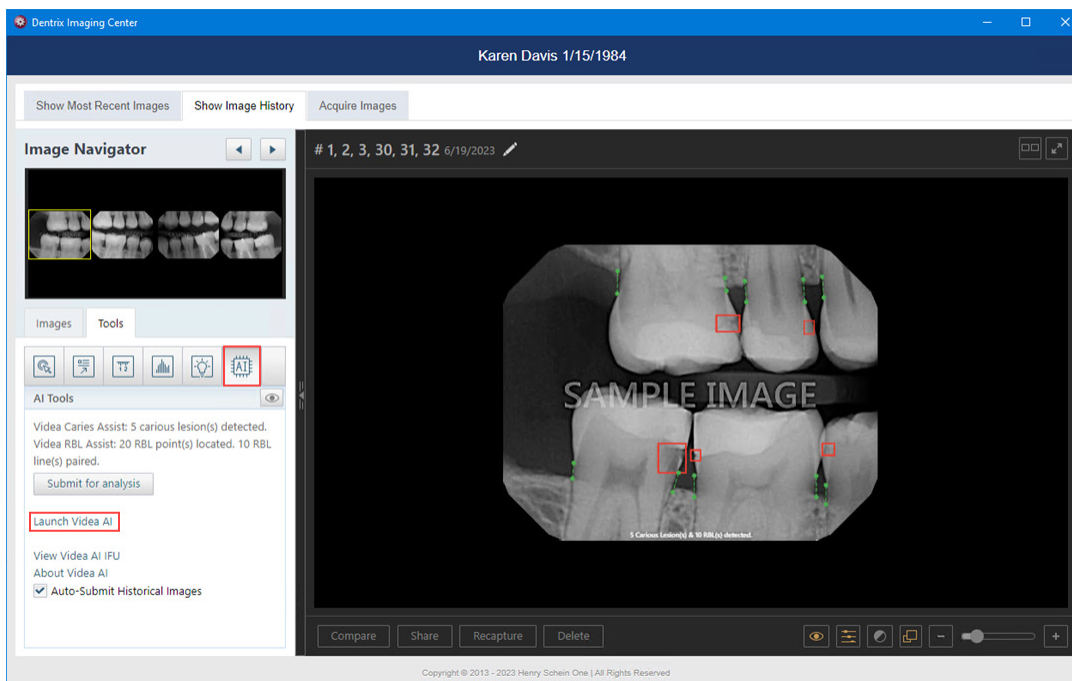 Dentrix Imaging Center
Karen Davis 1/15/1984
Show Most Recent Images
Show Image History
Acquire Images
Image Navigator
# 1, 2, 3, 30, 31, 32 6/19/2023
Images
Tools
AI
AI Tools
Videa Caries Assist: 5 carious lesion(s) detected.
Videa RBL Assist: 20 RBL point(s) located. 10 RBL
line(s) paired.
Submit for analysis
Launch Videa AI
View Videa AI IFU
About Videa AI
Auto-Submit Historical Images
SAMPLE IMAGE
5 Carious Lesion(s) & 10 RBL(s) detected.
Compare
Share
Recapture
Delete
Copyright © 2013 - 2023 Henry Schein One | All Rights Reserved